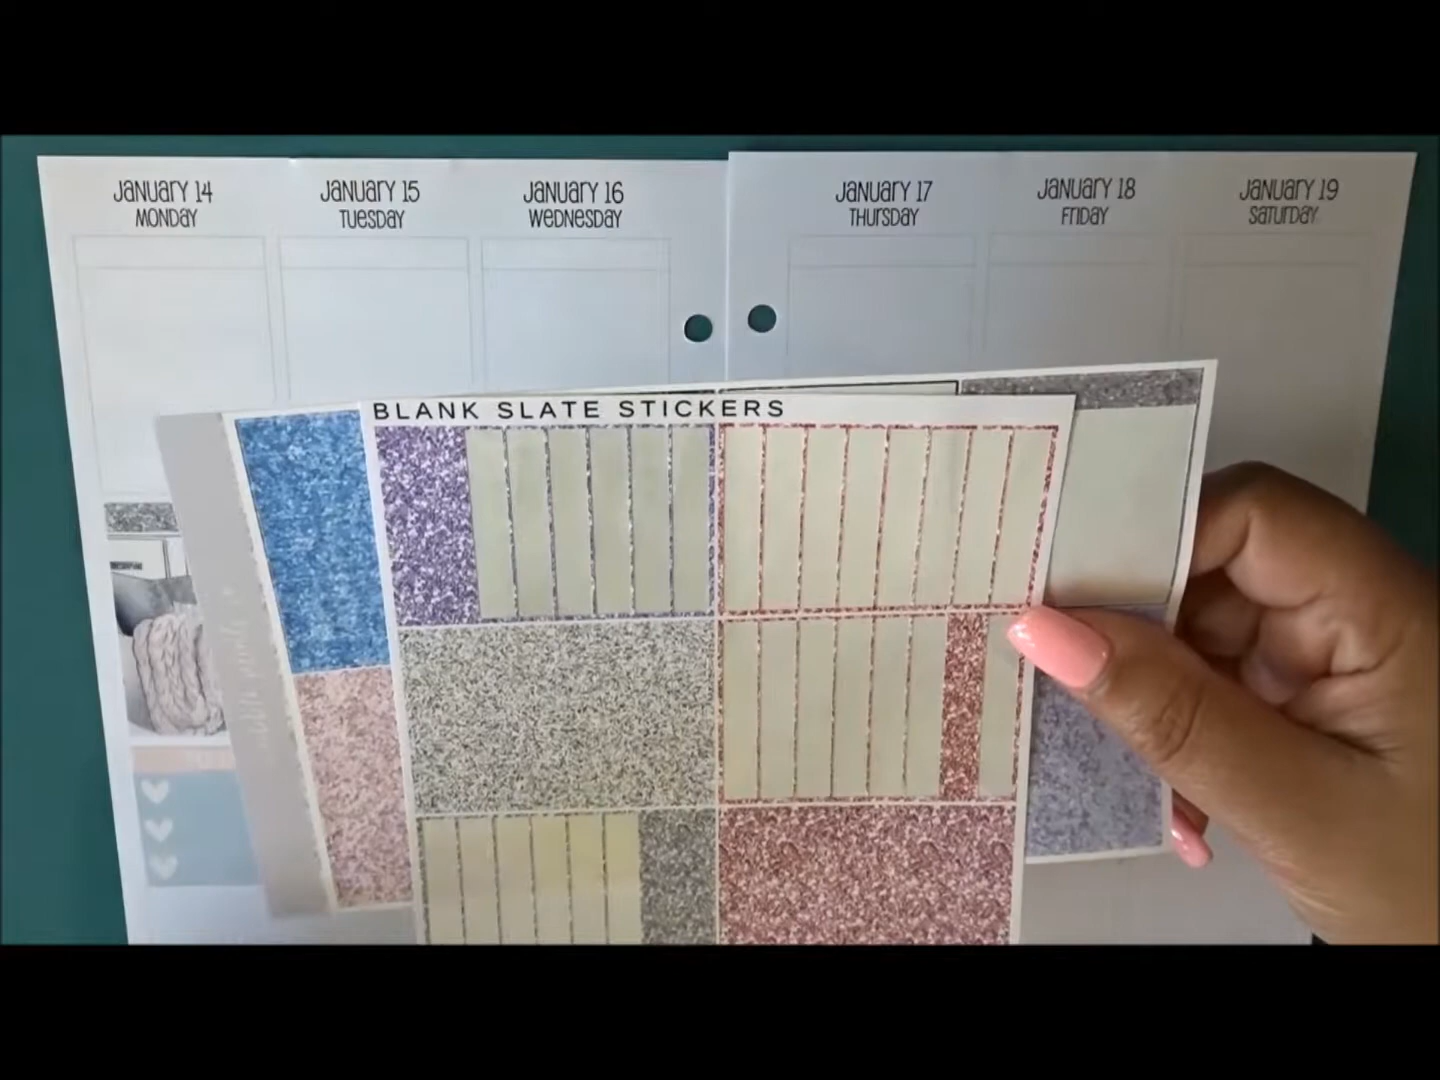 January 14
Monday
January 15
Tuesday
January 16
Wednesday
January 17
Thursday
January 18
Friday
January 19
Saturday
BLANK SLATE STICKERS